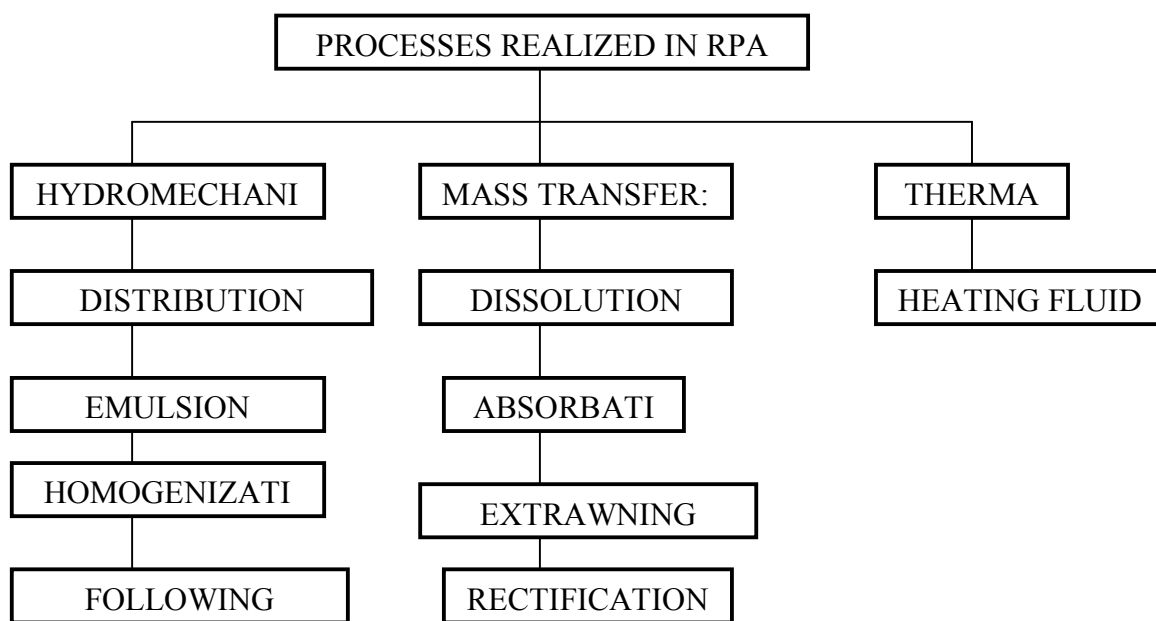 PROCESSES REALIZED IN RPA
HYDROMECHANI
MASS TRANSFER:
THERMA
DISTRIBUTION
DISSOLUTION
HEATING FLUID
EMULSION
ABSORBATI
HOMOGENIZATI
EXTRAWNING
FOLLOWING
RECTIFICATION